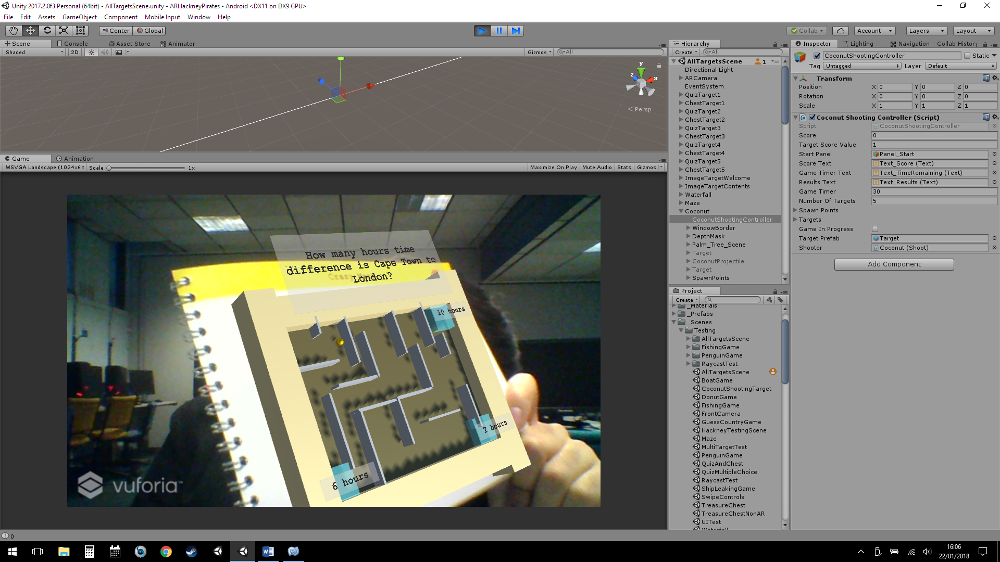 Unity 2017.2.0f3 Personal (64bit) - AllTargetsScene.unity - ARHackneyPirates - Android <DX11 on DX9 GPU>
File Edit Assets GameObject Component Mobile Input Window Help
Center Global
Collab Account Layers Layout
Scene Console Asset Store Animator
Shaded 2D Gizmos All
y
z x
Persp
Game Animation
WSVGA Landscape (1024x6 Scale 1x Maximize On Play Mute Audio Stats Gizmos
How many hours time
difference is Cape Town to
London?
10 hours
2 hours
6 hours
vuforia™
Hierarchy
Create All
AllTargetsScene 1
Directional Light
ARCamera
EventSystem
QuizTarget1
ChestTarget1
QuizTarget2
ChestTarget2
QuizTarget3
ChestTarget3
QuizTarget4
ChestTarget4
QuizTarget5
ChestTarget5
ImageTargetWelcome
ImageTargetContents
Waterfall
Maze
Coconut
CoconutShootingController
WindowBorder
DepthMask
Palm_Tree_Scene
Target
CoconutProjectile
Target
SpawnPoints
Project
Create
_Materials
_Prefabs
_Scenes
Testing
AllTargetsScene
FishingGame
PenguinGame
RaycastTest
AllTargetsScene
BoatGame
CoconutShootingTarget
DonutGame
FishingGame
FrontCamera
GuessCountryGame
HackneyTestingScene
Maze
MultiTargetTest
PenguinGame
QuizAndChest
QuizMultipleChoice
RaycastTest
ShipLeakingGame
SwipeControls
TreasureChest
TreasureChestNonAR
UITest
Inspector Lighting Navigation Collab History
CoconutShootingController Static
Tag Untagged Layer Default
Transform
Position X 0 Y 0 Z 0
Rotation X 0 Y 0 Z 0
Scale X 1 Y 1 Z 1
Coconut Shooting Controller (Script)
Script CoconutShootingController
Score 0
Target Score Value 1
Start Panel Panel_Start
Score Text Text_Score (Text)
Game Timer Text Text_TimeRemaining (Text)
Results Text Text_Results (Text)
Game Timer 30
Number Of Targets 5
Spawn Points
Targets
Game In Progress
Target Prefab Target
Shooter Coconut (Shoot)
Add Component
0
16:06
22/01/2018